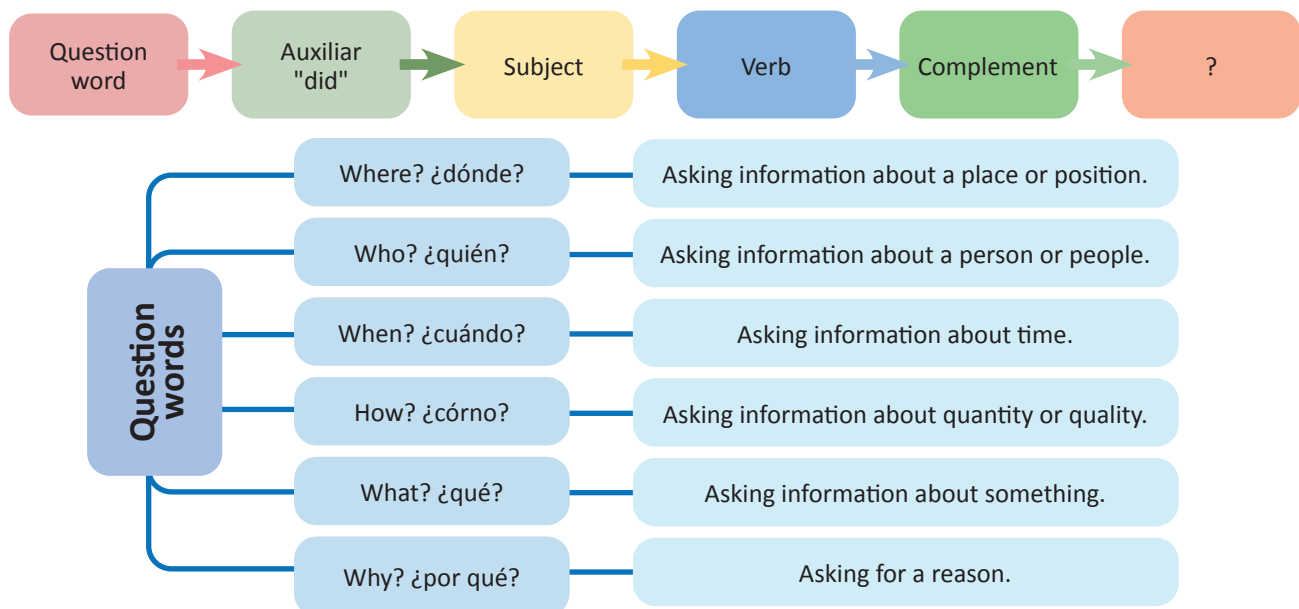 Question
word
Auxiliar
"did"
Subject
Verb
Complement
?
Question
words
Where? ¿dónde?
Asking information about a place or position.
Who? ¿quién?
Asking information about a person or people.
When? ¿cuándo?
Asking information about time.
How? ¿córno?
Asking information about quantity or quality.
What? ¿qué?
Asking information about something.
Why? ¿por qué?
Asking for a reason.